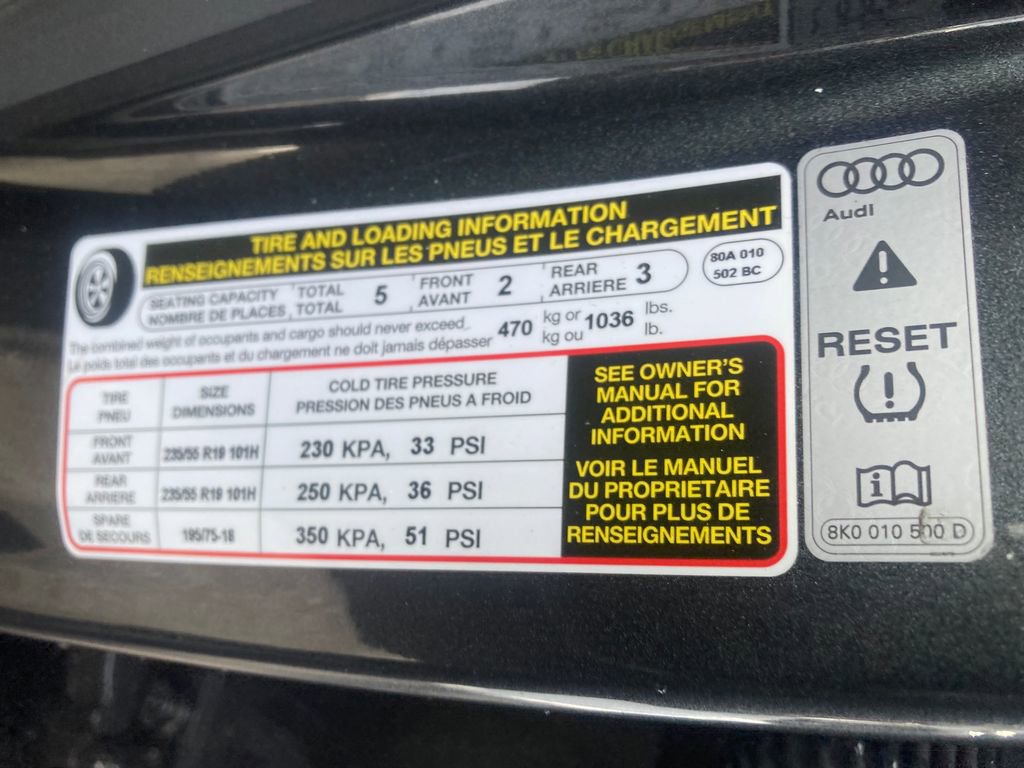 TIRE AND LOADING INFORMATION
RENSEIGNEMENTS SUR LES PNEUS ET LE CHARGEMENT
SEATING CAPACITY TOTAL 5 FRONT 2 REAR 3
NOMBRE DE PLACES, TOTAL AVANT ARRIERE
80A 010
502 BC
The combined weight of occupants and cargo should never exceed 470 kg or 1036 lbs.
Le poids total des occupants et du chargement ne doit jamais dépasser kg ou lb.
TIRE SIZE COLD TIRE PRESSURE
PNEU DIMENSIONS PRESSION DES PNEUS A FROID
FRONT
AVANT 235/55 R19 101H 230 KPA, 33 PSI
REAR
ARRIERE 235/55 R19 101H 250 KPA, 36 PSI
SPARE
DE SECOURS 195/75-18 350 KPA, 51 PSI
SEE OWNER'S
MANUAL FOR
ADDITIONAL
INFORMATION
VOIR LE MANUEL
DU PROPRIETAIRE
POUR PLUS DE
RENSEIGNEMENTS
Audi
RESET
8K0 010 500 D